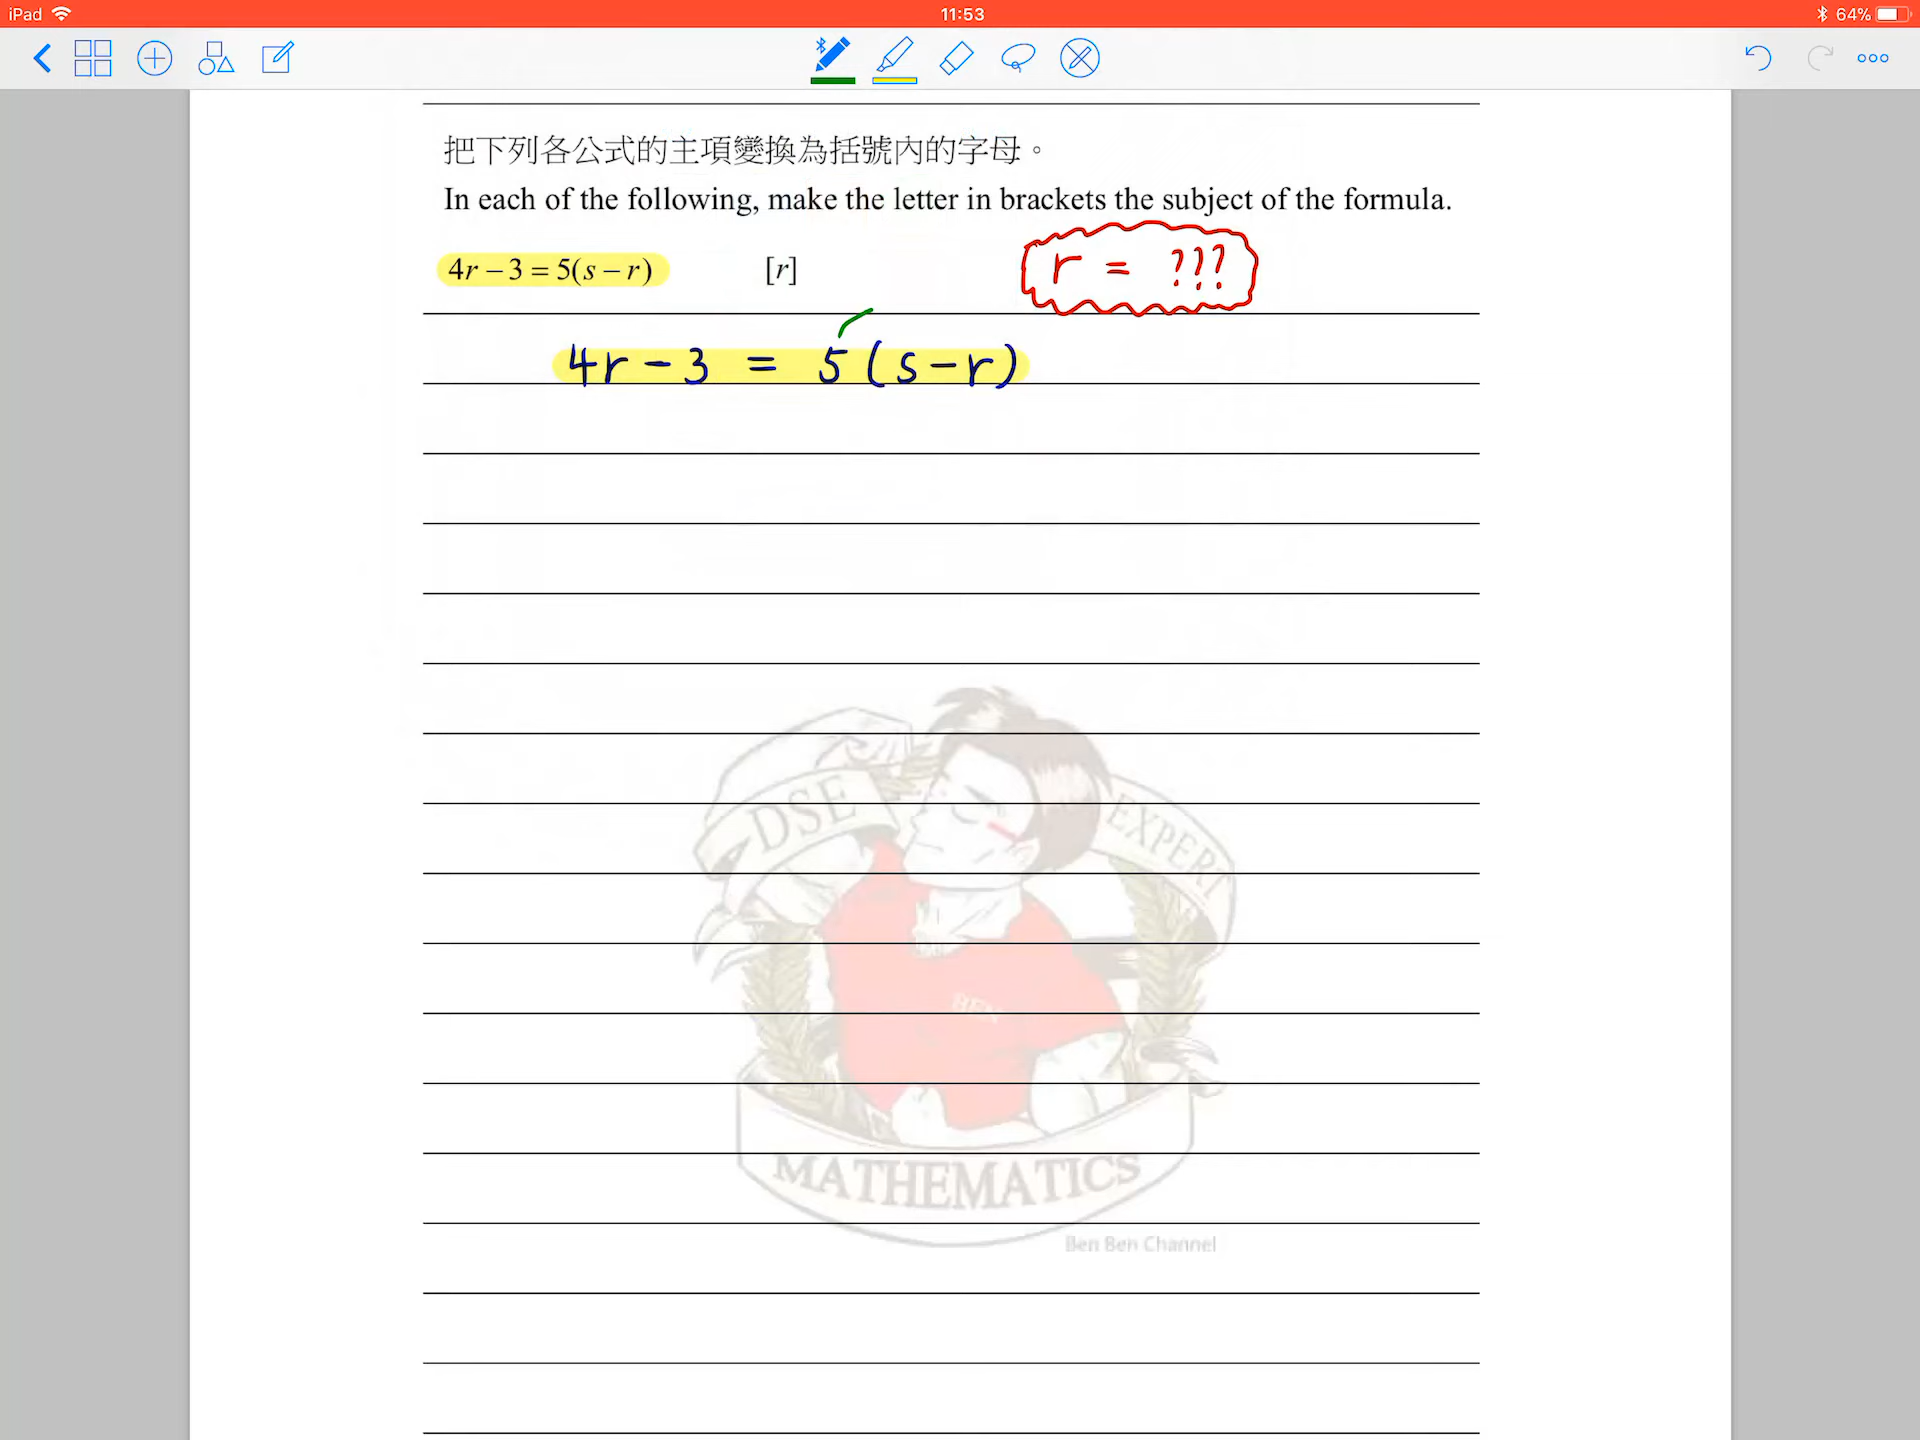 iPad 11:53 64%
把下列各公式的主項變換為括號內的字母。
In each of the following, make the letter in brackets the subject of the formula.
4r – 3 = 5(s – r) [r] r = ???
4r – 3 = 5 (s – r)
DSE EXPERT
BEN
MATHEMATICS
Ben Ben Channel